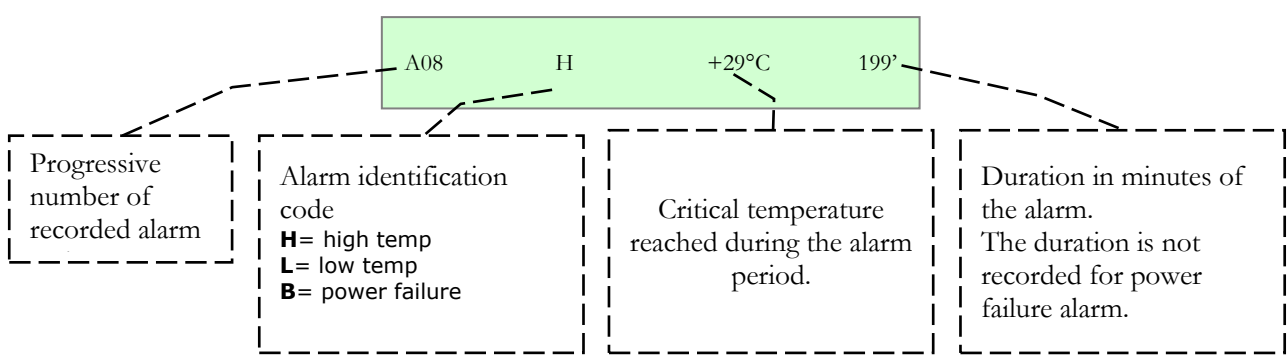 A08 H +29°C 199’
Progressive
number of
recorded alarm
Alarm identification
code
H= high temp
L= low temp
B= power failure
Critical temperature
reached during the alarm
period.
Duration in minutes of
the alarm.
The duration is not
recorded for power
failure alarm.